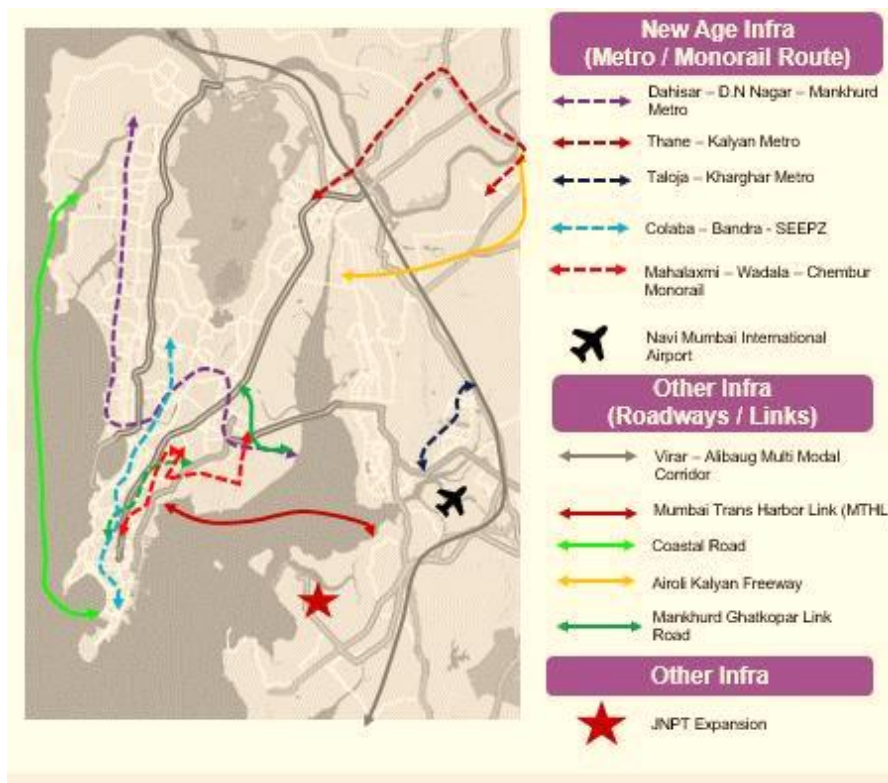 New Age Infra
(Metro / Monorail Route)
Dahisar – D.N Nagar – Mankhurd
Metro
Thane – Kalyan Metro
Taloja – Kharghar Metro
Colaba – Bandra - SEEPZ
Mahalaxmi – Wadala – Chembur
Monorail
Navi Mumbai International
Airport
Other Infra
(Roadways / Links)
Virar – Alibaug Multi Modal
Corridor
Mumbai Trans Harbor Link (MTHL
Coastal Road
Airoli Kalyan Freeway
Mankhurd Ghatkopar Link
Road
Other Infra
JNPT Expansion